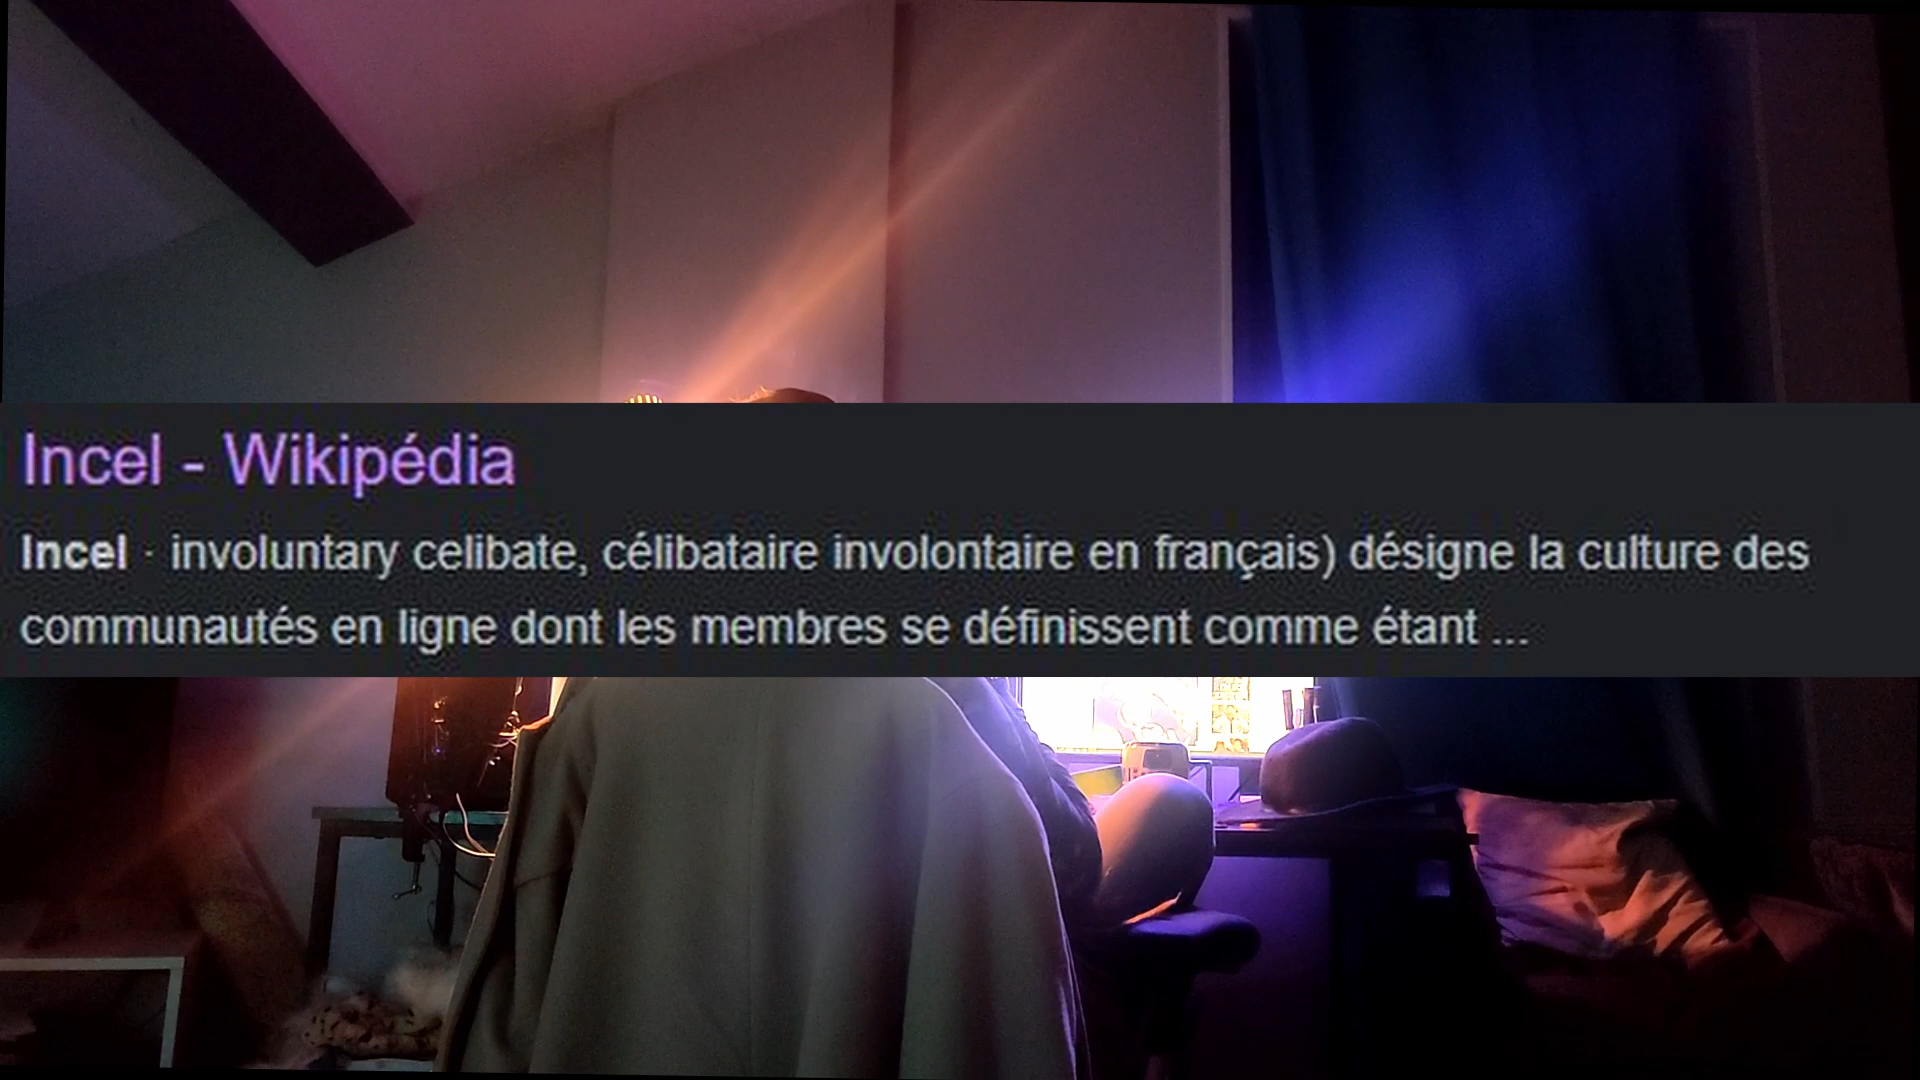 Incel - Wikipédia
Incel · involuntary celibate, célibataire involontaire en français) désigne la culture des
communautés en ligne dont les membres se définissent comme étant ...